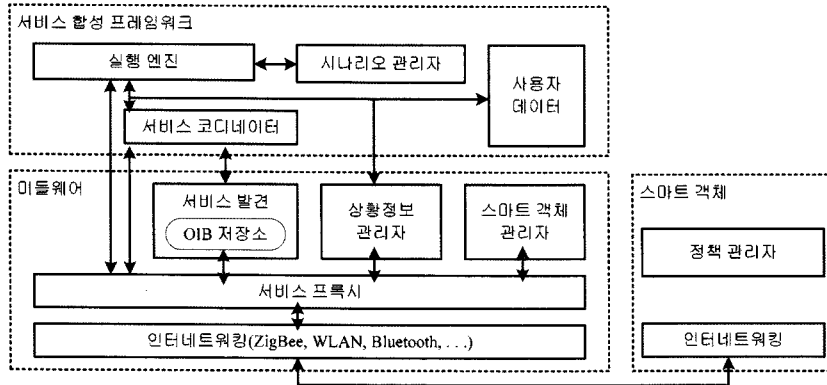 서비스 합성 프레임워크
실행 엔진
시나리오 관리자
사용자
데이터
서비스 코디네이터
미들웨어
서비스 발견
OIB 저장소
상황정보
관리자
스마트 객체
관리자
서비스 프록시
인터네트워킹(ZigBee, WLAN, Bluetooth, . . .)
스마트 객체
정책 관리자
인터네트워킹